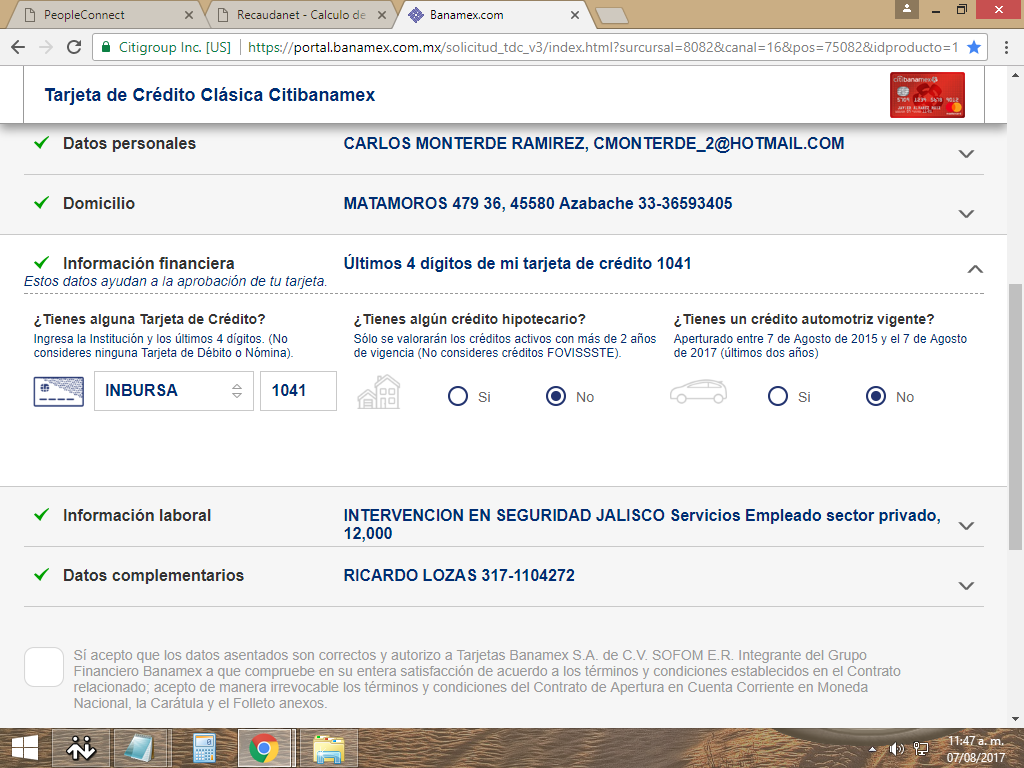 PeopleConnect
Recaudanet - Calculo de
Banamex.com
Citigroup Inc. [US]
https://portal.banamex.com.mx/solicitud_tdc_v3/index.html?surcursal=8082&canal=16&pos=75082&idproducto=1
Tarjeta de Crédito Clásica Citibanamex
citibanamex
Datos personales
CARLOS MONTERDE RAMIREZ, CMONTERDE_2@HOTMAIL.COM
Domicilio
MATAMOROS 479 36, 45580 Azabache 33-36593405
Información financiera
Últimos 4 dígitos de mi tarjeta de crédito 1041
Estos datos ayudan a la aprobación de tu tarjeta.
¿Tienes alguna Tarjeta de Crédito?
Ingresa la Institución y los últimos 4 dígitos. (No
consideres ninguna Tarjeta de Débito o Nómina).
INBURSA
1041
¿Tienes algún crédito hipotecario?
Sólo se valorarán los créditos activos con más de 2 años
de vigencia (No consideres créditos FOVISSSTE).
Si
No
¿Tienes un crédito automotriz vigente?
Aperturado entre 7 de Agosto de 2015 y el 7 de Agosto
de 2017 (últimos dos años)
Si
No
Información laboral
INTERVENCION EN SEGURIDAD JALISCO Servicios Empleado sector privado,
12,000
Datos complementarios
RICARDO LOZAS 317-1104272
Sí acepto que los datos asentados son correctos y autorizo a Tarjetas Banamex S.A. de C.V. SOFOM E.R. Integrante del Grupo
Financiero Banamex a que compruebe en su entera satisfacción de acuerdo a los términos y condiciones establecidos en el Contrato
relacionado; acepto de manera irrevocable los términos y condiciones del Contrato de Apertura en Cuenta Corriente en Moneda
Nacional, la Carátula y el Folleto anexos.
11:47 a. m.
07/08/2017